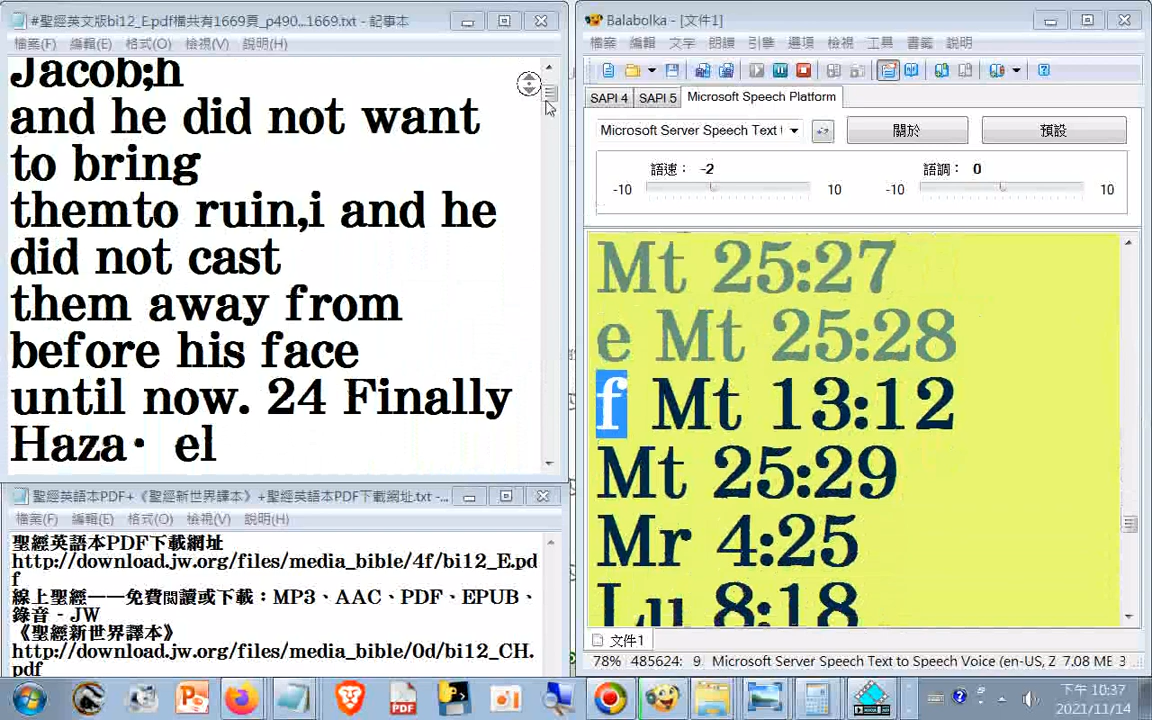 #聖經英文版bi12_E.pdf檔共有1669頁_p490...1669.txt - 記事本
檔案(F) 編輯(E) 格式(O) 檢視(V) 說明(H)
Jacob;h
and he did not want
to bring
themto ruin,i and he
did not cast
them away from
before his face
until now. 24 Finally
Haza· el
聖經英語本PDF+《聖經新世界譯本》+聖經英語本PDF下載網址.txt -...
檔案(F) 編輯(E) 格式(O) 檢視(V) 說明(H)
聖經英語本PDF下載網址
http://download.jw.org/files/media_bible/4f/bi12_E.pd
f
線上聖經——免費閱讀或下載：MP3、AAC、PDF、EPUB、
錄音 - JW
《聖經新世界譯本》
http://download.jw.org/files/media_bible/0d/bi12_CH.
pdf
Balabolka - [文件1]
檔案 編輯 文字 朗讀 引擎 選項 檢視 工具 書籤 說明
SAPI 4 SAPI 5 Microsoft Speech Platform
Microsoft Server Speech Text 關於 預設
語速： -2 語調： 0
-10 10 -10 10
Mt 25:27
e Mt 25:28
f Mt 13:12
Mt 25:29
Mr 4:25
Lu 8:18
文件1
78% 485624: 9 Microsoft Server Speech Text to Speech Voice (en-US, Z 7.08 MB 3
PDF
下午 10:37
2021/11/14